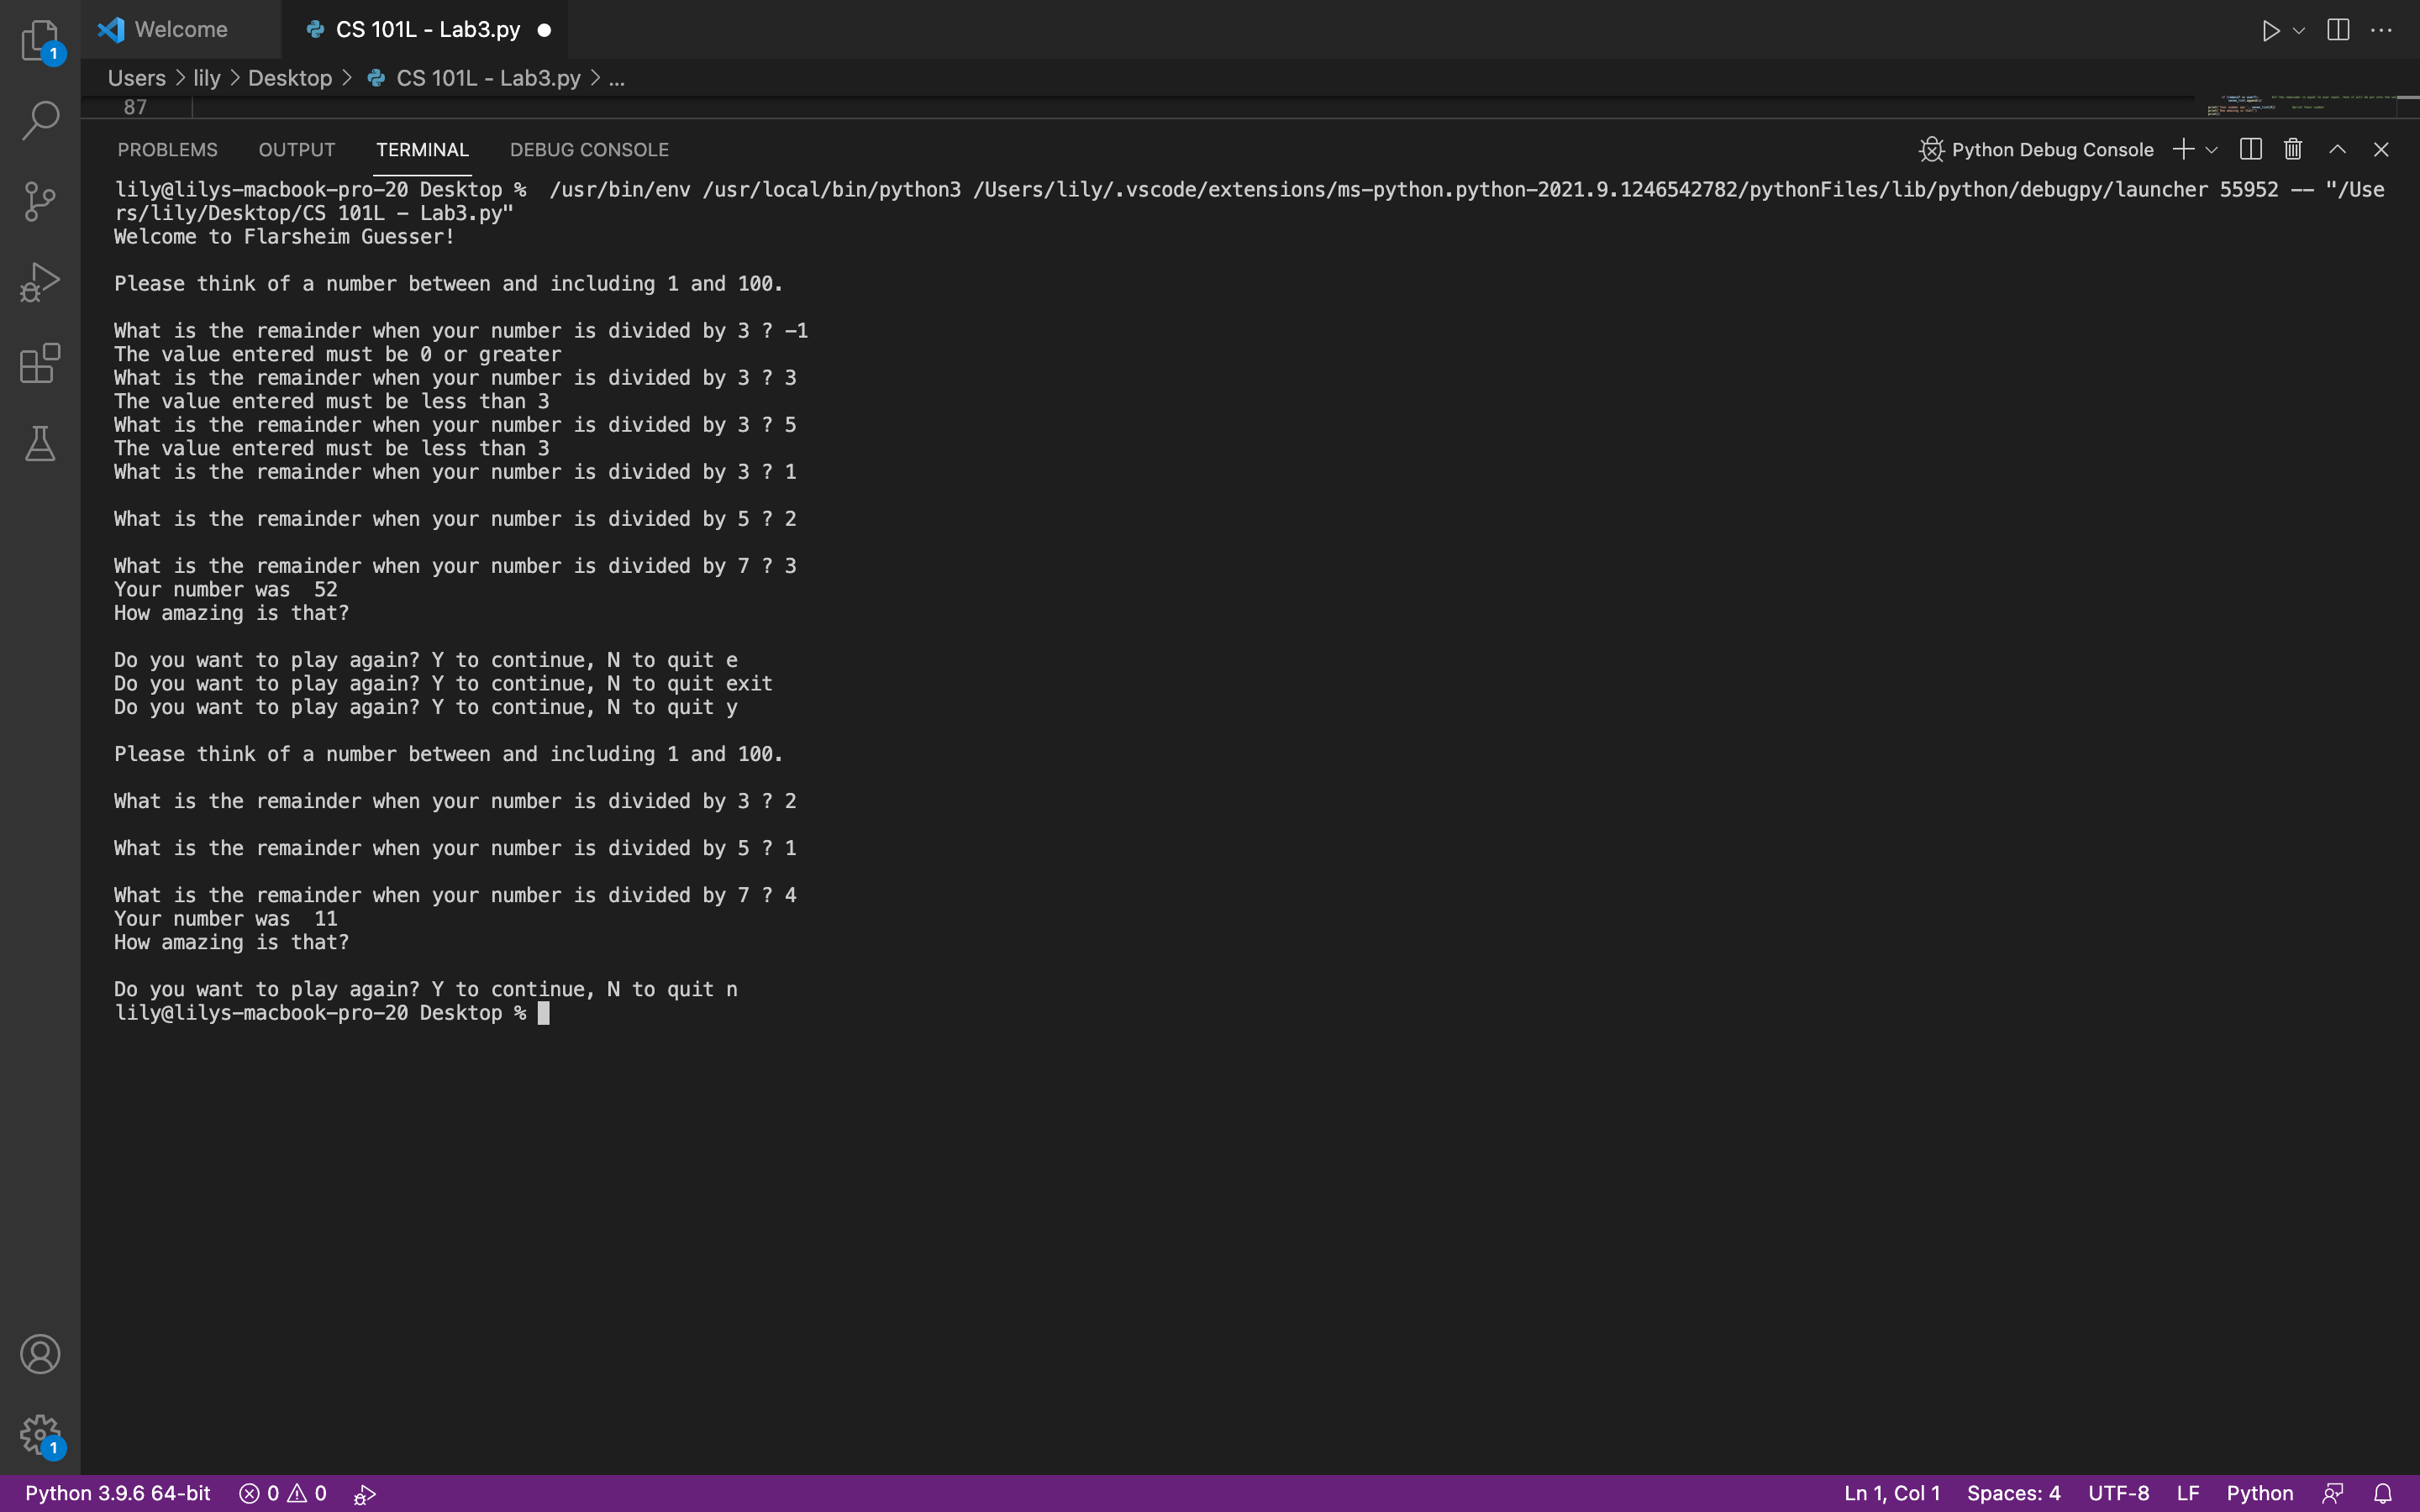 Welcome
CS 101L - Lab3.py
Users > lily > Desktop > CS 101L - Lab3.py > ...
87
PROBLEMS OUTPUT TERMINAL DEBUG CONSOLE
Python Debug Console
lily@lilys-macbook-pro-20 Desktop %  /usr/bin/env /usr/local/bin/python3 /Users/lily/.vscode/extensions/ms-python.python-2021.9.1246542782/pythonFiles/lib/python/debugpy/launcher 55952 -- "/Use
rs/lily/Desktop/CS 101L - Lab3.py"
Welcome to Flarsheim Guesser!
Please think of a number between and including 1 and 100.
What is the remainder when your number is divided by 3 ? -1
The value entered must be 0 or greater
What is the remainder when your number is divided by 3 ? 3
The value entered must be less than 3
What is the remainder when your number is divided by 3 ? 5
The value entered must be less than 3
What is the remainder when your number is divided by 3 ? 1
What is the remainder when your number is divided by 5 ? 2
What is the remainder when your number is divided by 7 ? 3
Your number was  52
How amazing is that?
Do you want to play again? Y to continue, N to quit e
Do you want to play again? Y to continue, N to quit exit
Do you want to play again? Y to continue, N to quit y
Please think of a number between and including 1 and 100.
What is the remainder when your number is divided by 3 ? 2
What is the remainder when your number is divided by 5 ? 1
What is the remainder when your number is divided by 7 ? 4
Your number was  11
How amazing is that?
Do you want to play again? Y to continue, N to quit n
lily@lilys-macbook-pro-20 Desktop %
1
1
Python 3.9.6 64-bit 0 0 Ln 1, Col 1 Spaces: 4 UTF-8 LF Python